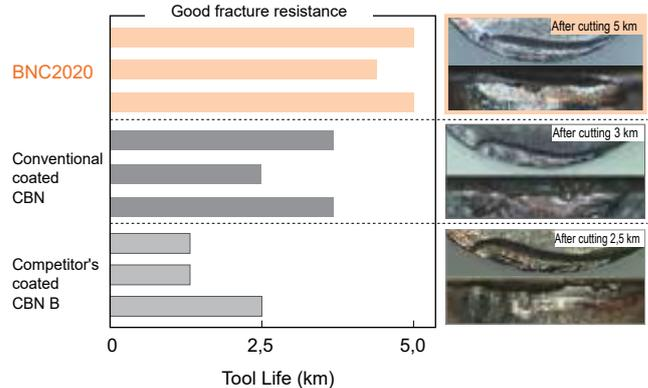 Good fracture resistance
After cutting 5 km
BNC2020
After cutting 3 km
Conventional
coated
CBN
After cutting 2,5 km
Competitor's
coated
CBN B
0
2,5
5,0
Tool Life (km)